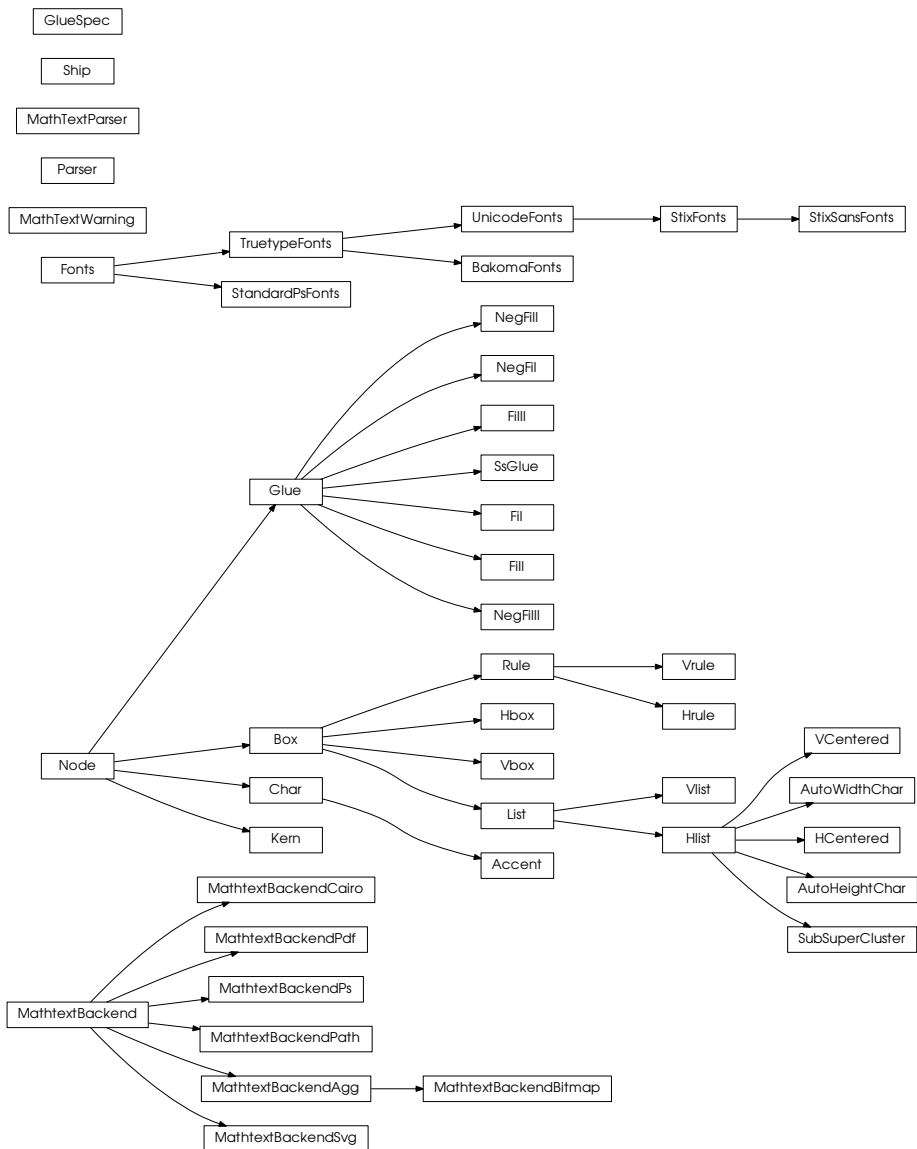 GlueSpec
Ship
MathTextParser
Parser
MathTextWarning
UnicodeFonts
StixFonts
StixSansFonts
TruetypeFonts
Fonts
BakomaFonts
StandardPsFonts
NegFill
NegFil
Filll
SsGlue
Glue
Fil
Fill
NegFilll
Rule
Vrule
Hbox
Hrule
Box
VCentered
Node
Vbox
Char
Vlist
AutoWidthChar
List
Kern
Hlist
HCentered
Accent
MathtextBackendCairo
AutoHeightChar
MathtextBackendPdf
SubSuperCluster
MathtextBackendPs
MathtextBackend
MathtextBackendPath
MathtextBackendAgg
MathtextBackendBitmap
MathtextBackendSvg